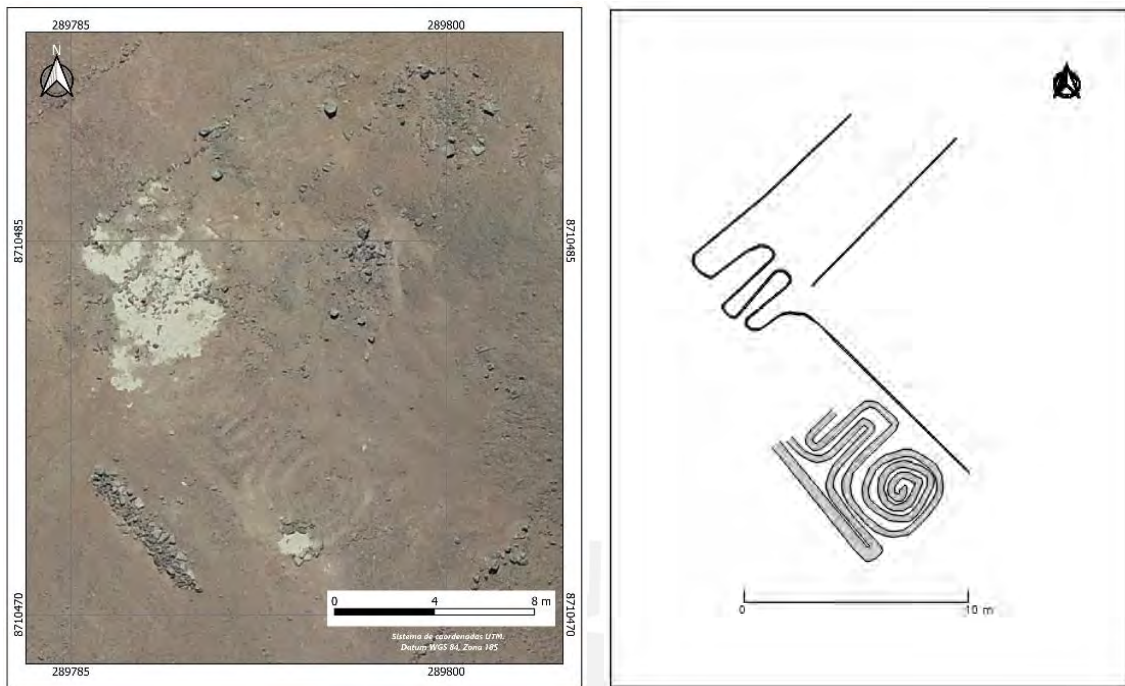 289785 289800
N
8710485 8710485
0 4 8 m
8710470 8710470
Sistema de coordenadas UTM.
Datum WGS 84, Zona 18S
289785 289800
0 10 m